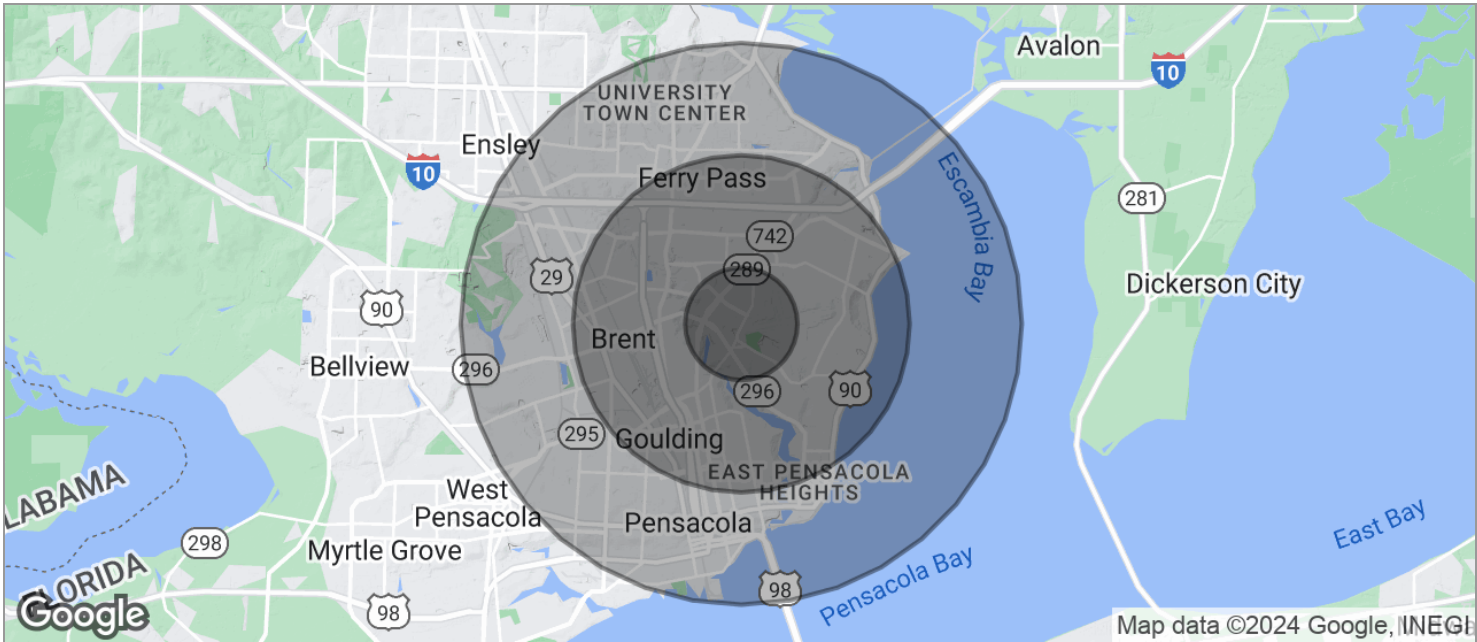 Avalon
10
UNIVERSITY
TOWN CENTER
Ensley
10
Ferry Pass
Escambia Bay
281
742
289
29
90
Dickerson City
Brent
Bellview
296
296
90
295
Goulding
EAST PENSACOLA
HEIGHTS
West
Pensacola
Pensacola
LABAMA
298
Myrtle Grove
East Bay
FLORIDA
98
98
Pensacola Bay
Google
Map data ©2024 Google, INEGI